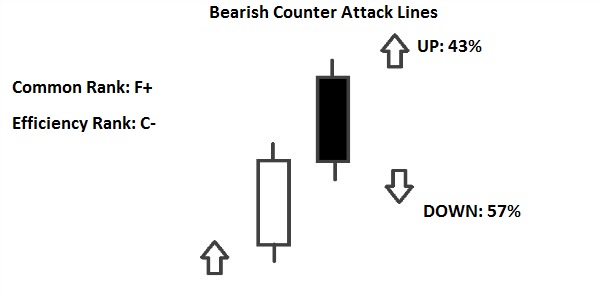 Bearish Counter Attack Lines
UP: 43%
Common Rank: F+
Efficiency Rank: C-
DOWN: 57%